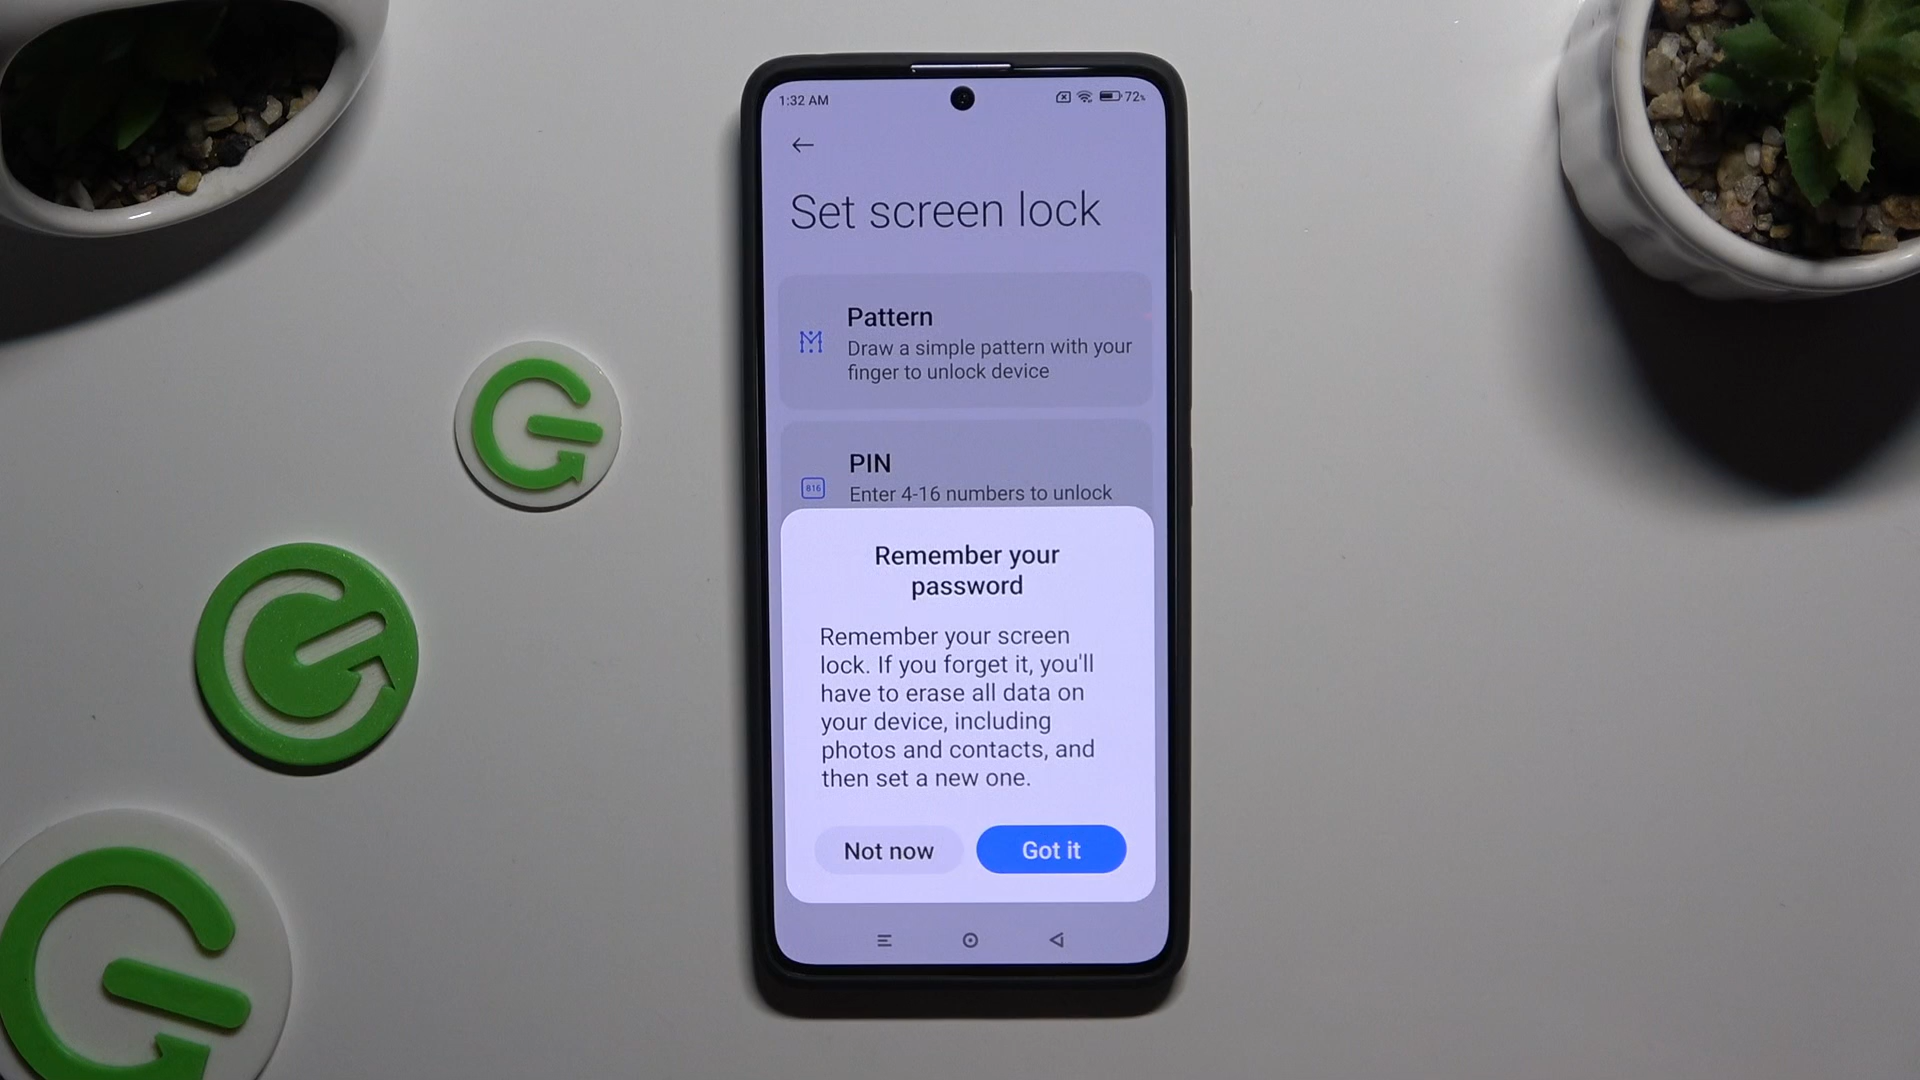 1:32 AM
72%
Set screen lock
Pattern
Draw a simple pattern with your
finger to unlock device
PIN
816
Enter 4-16 numbers to unlock
Remember your
password
Remember your screen
lock. If you forget it, you'll
have to erase all data on
your device, including
photos and contacts, and
then set a new one.
Not now
Got it